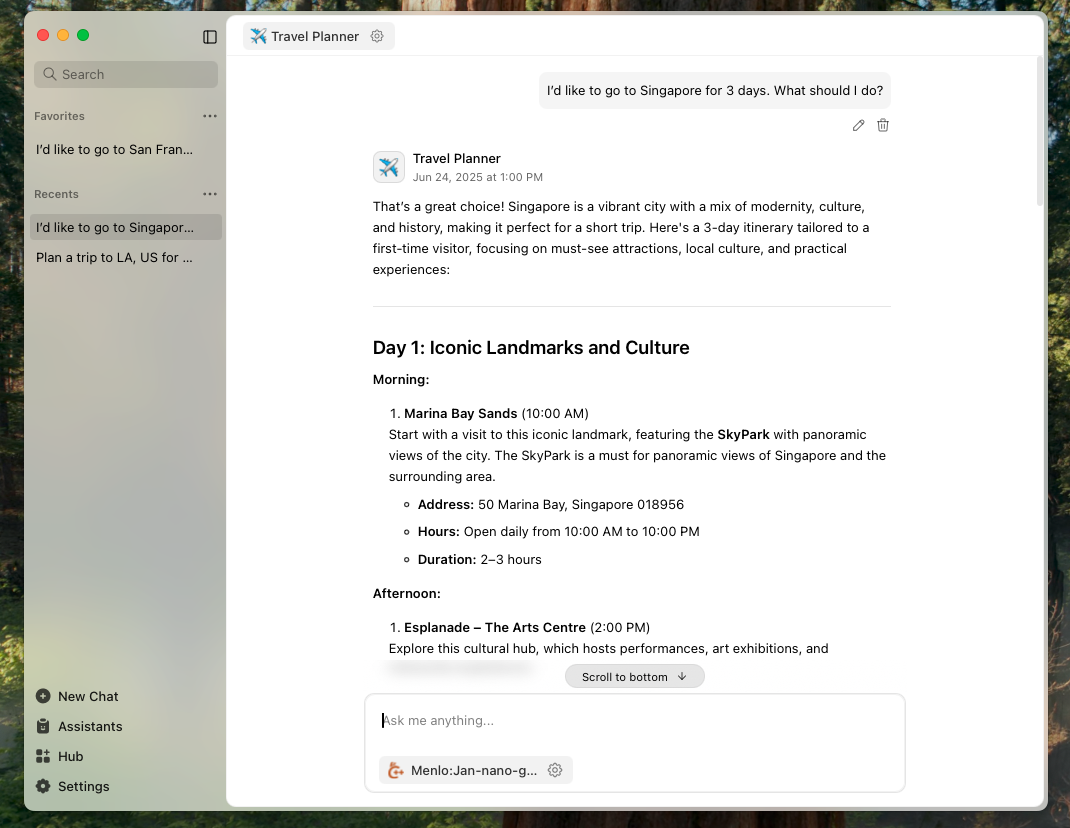 Travel Planner
Search
Favorites
I'd like to go to San Fran...
Recents
I'd like to go to Singapor...
Plan a trip to LA, US for ...
New Chat
Assistants
Hub
Settings
I'd like to go to Singapore for 3 days. What should I do?
Travel Planner
Jun 24, 2025 at 1:00 PM
That's a great choice! Singapore is a vibrant city with a mix of modernity, culture,
and history, making it perfect for a short trip. Here's a 3-day itinerary tailored to a
first-time visitor, focusing on must-see attractions, local culture, and practical
experiences:
Day 1: Iconic Landmarks and Culture
Morning:
1. Marina Bay Sands (10:00 AM)
Start with a visit to this iconic landmark, featuring the SkyPark with panoramic
views of the city. The SkyPark is a must for panoramic views of Singapore and the
surrounding area.
Address: 50 Marina Bay, Singapore 018956
Hours: Open daily from 10:00 AM to 10:00 PM
Duration: 2–3 hours
Afternoon:
1. Esplanade – The Arts Centre (2:00 PM)
Explore this cultural hub, which hosts performances, art exhibitions, and
Scroll to bottom
Ask me anything...
Menlo:Jan-nano-g...